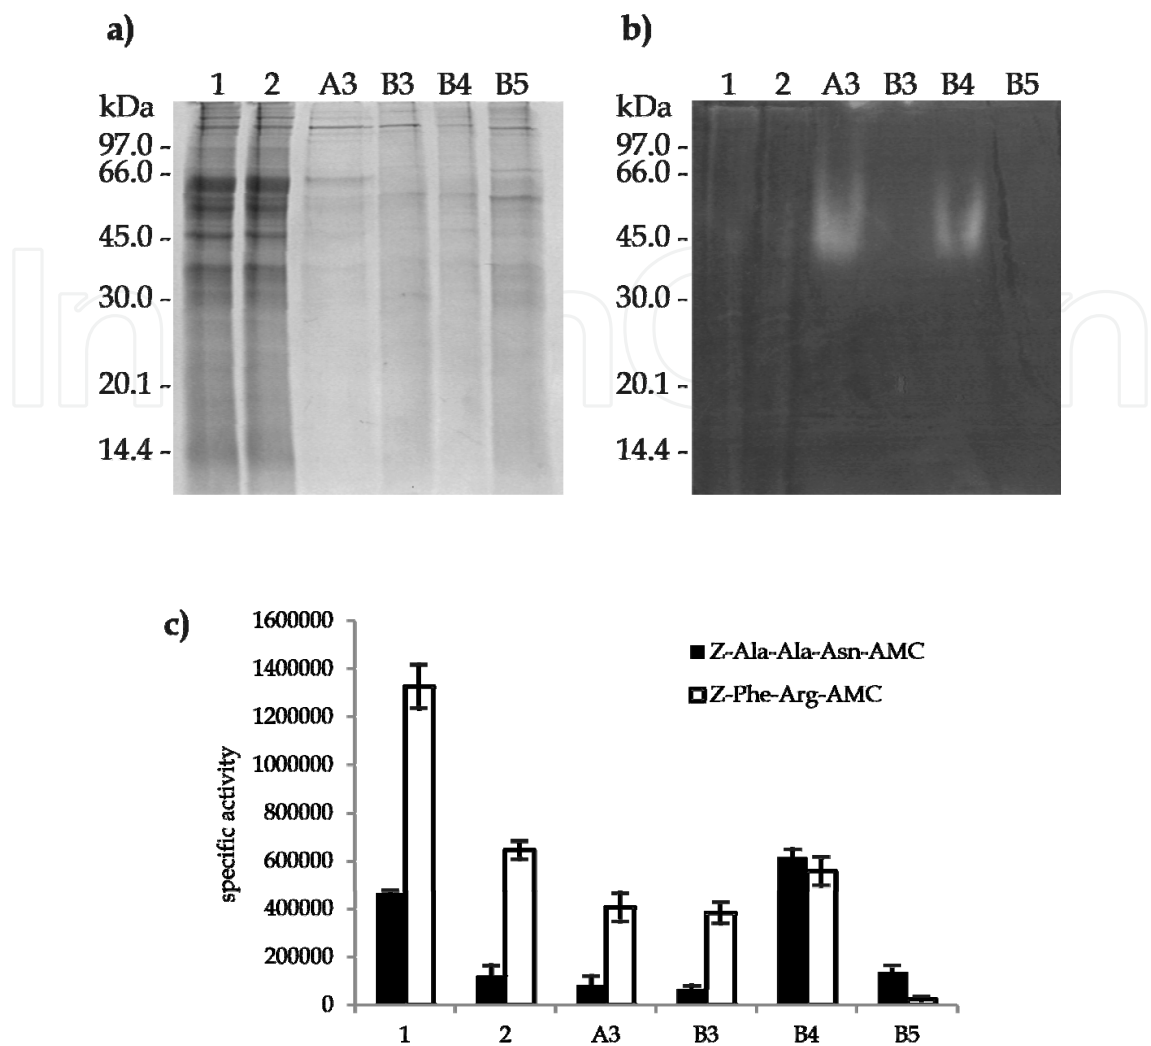 a)
1 2 A3 B3 B4 B5
kDa
97.0 -
66.0 -
45.0 -
30.0 -
20.1 -
14.4 -
b)
1 2 A3 B3 B4 B5
kDa
97.0 -
66.0 -
45.0 -
30.0 -
20.1 -
14.4 -
c)
specific activity
1600000
1400000
1200000
1000000
800000
600000
400000
200000
0
Z-Ala-Ala-Asn-AMC
Z-Phe-Arg-AMC
1 2 A3 B3 B4 B5